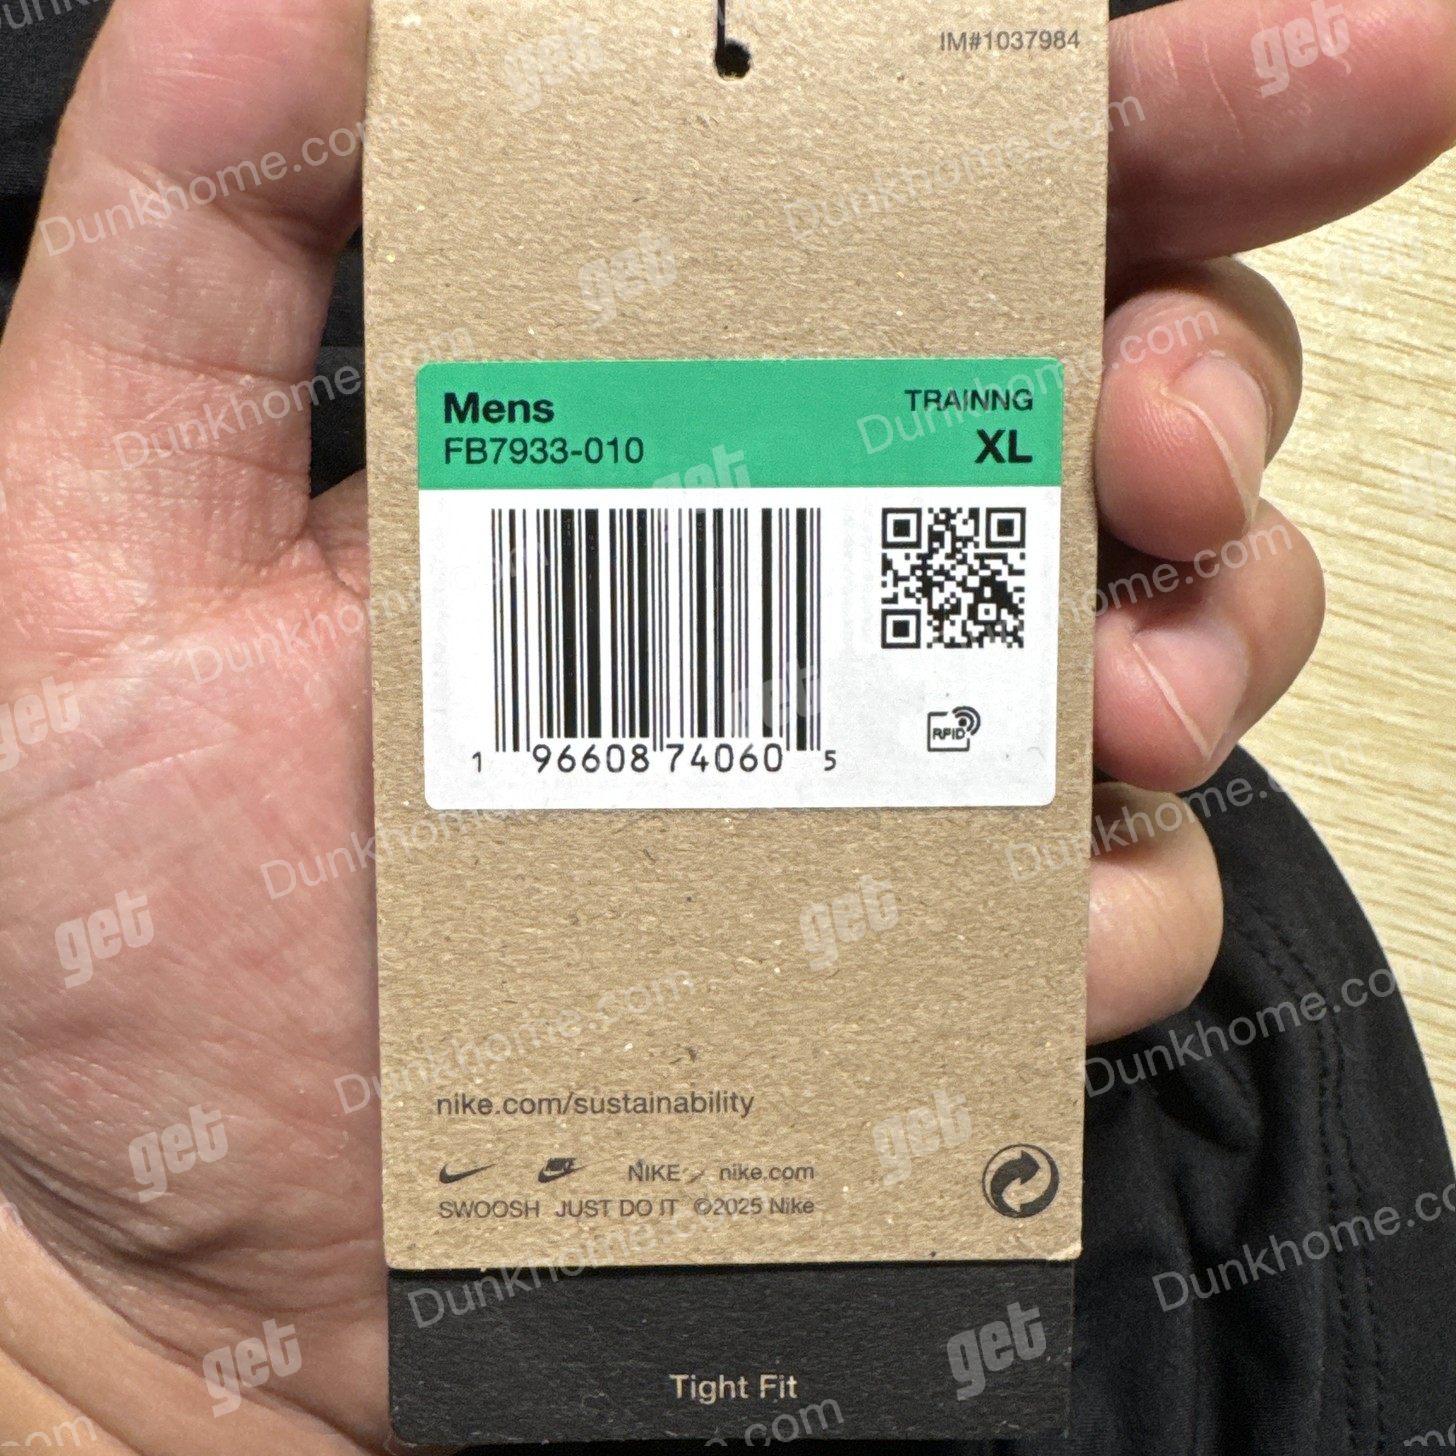 IM#1037984
Mens
FB7933-010
TRAINNG
XL
1 96608 74060 5
RFID
nike.com/sustainability
NIKE nike.com
SWOOSH JUST DO IT ©2025 Nike
Tight Fit
get
Dunkhome.com